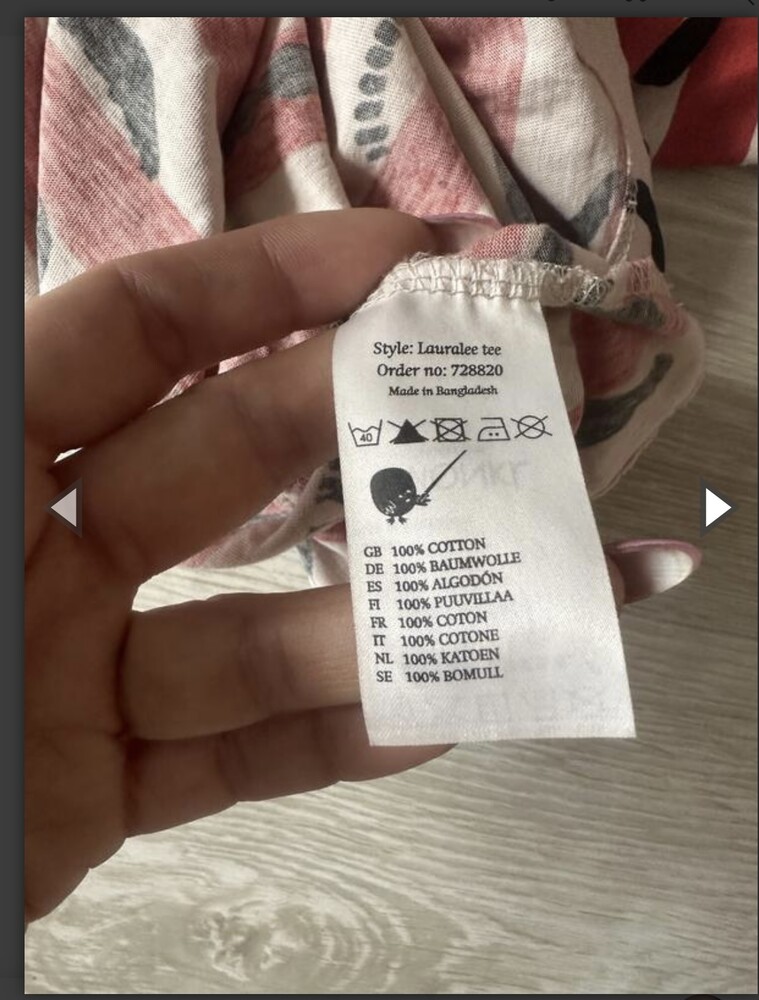 Style: Lauralee tee
Order no: 728820
Made in Bangladesh
40
GB 100% COTTON
DE 100% BAUMWOLLE
ES 100% ALGODÓN
FI 100% PUUVILLAA
FR 100% COTON
IT 100% COTONE
NL 100% KATOEN
SE 100% BOMULL